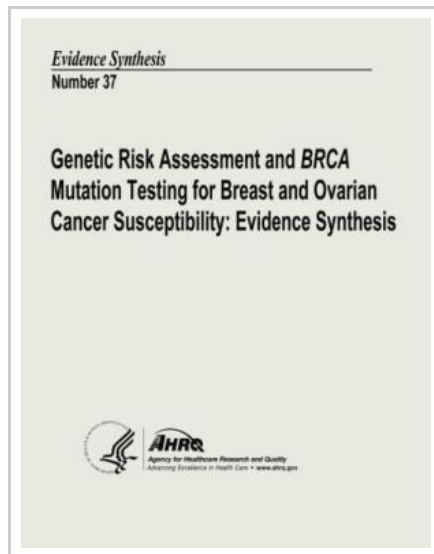 Evidence Synthesis
Number 37
Genetic Risk Assessment and BRCA
Mutation Testing for Breast and Ovarian
Cancer Susceptibility: Evidence Synthesis
AHRQ
Agency for Healthcare Research and Quality
Advancing Excellence in Health Care • www.ahrq.gov